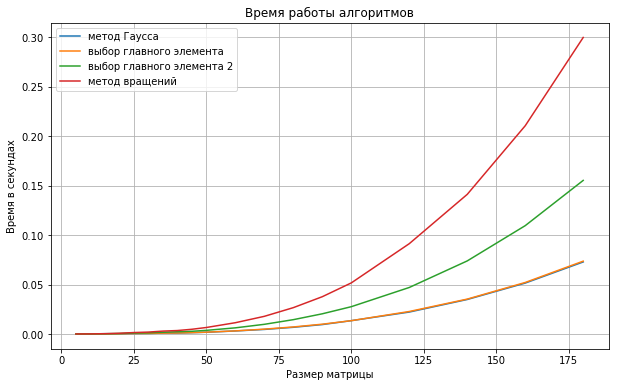 Время работы алгоритмов
метод Гаусса
выбор главного элемента
выбор главного элемента 2
метод вращений
Время в секундах
0.30
0.25
0.20
0.15
0.10
0.05
0.00
0 25 50 75 100 125 150 175
Размер матрицы